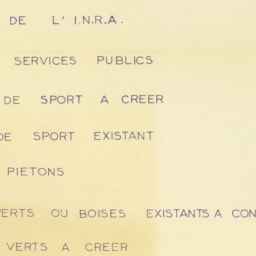 DE L' I.N.R.A.
SERVICES PUBLICS
DE SPORT A CREER
DE SPORT EXISTANT
PIETONS
VERTS OU BOISES EXISTANTS A CON
VERTS A CREER